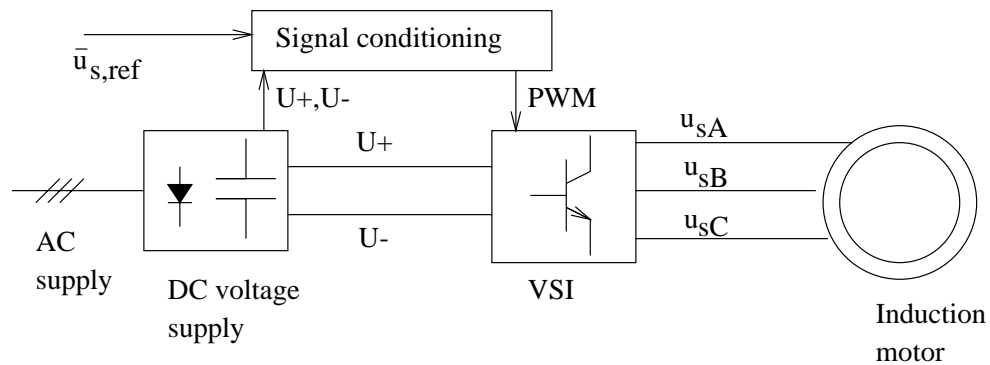 Signal conditioning
ū_s,ref
U+,U-
PWM
U+
U-
u_sA
u_sB
u_sC
AC
supply
DC voltage
supply
VSI
Induction
motor